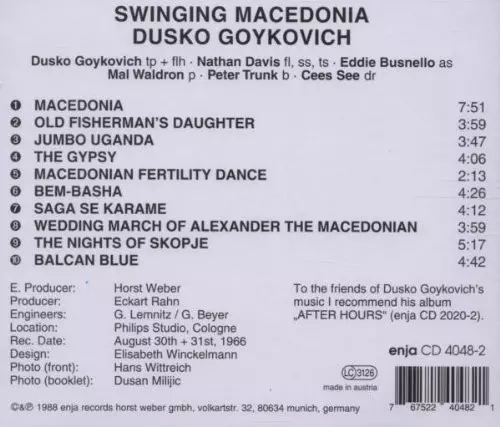 SWINGING MACEDONIA
DUSKO GOYKOVICH
Dusko Goykovich tp + flh · Nathan Davis fl, ss, ts · Eddie Busnello as
Mal Waldron p · Peter Trunk b · Cees See dr
1 MACEDONIA 7:51
2 OLD FISHERMAN'S DAUGHTER 3:59
3 JUMBO UGANDA 3:47
4 THE GYPSY 4:06
5 MACEDONIAN FERTILITY DANCE 2:13
6 BEM-BASHA 4:26
7 SAGA SE KARAME 4:12
8 WEDDING MARCH OF ALEXANDER THE MACEDONIAN 3:59
9 THE NIGHTS OF SKOPJE 5:17
10 BALCAN BLUE 4:42
E. Producer: Horst Weber
Producer: Eckart Rahn
Engineers: G. Lemnitz / G. Beyer
Location: Philips Studio, Cologne
Rec. Date: August 30th + 31st, 1966
Design: Elisabeth Winckelmann
Photo (front): Hans Wittreich
Photo (booklet): Dusan Milijic
To the friends of Dusko Goykovich's
music I recommend his album
„AFTER HOURS" (enja CD 2020-2).
enja CD 4048-2
LC 3126
made in austria
7 67522 40482 1
©&℗ 1988 enja records horst weber gmbh, volkartstr. 32, 80634 munich, germany